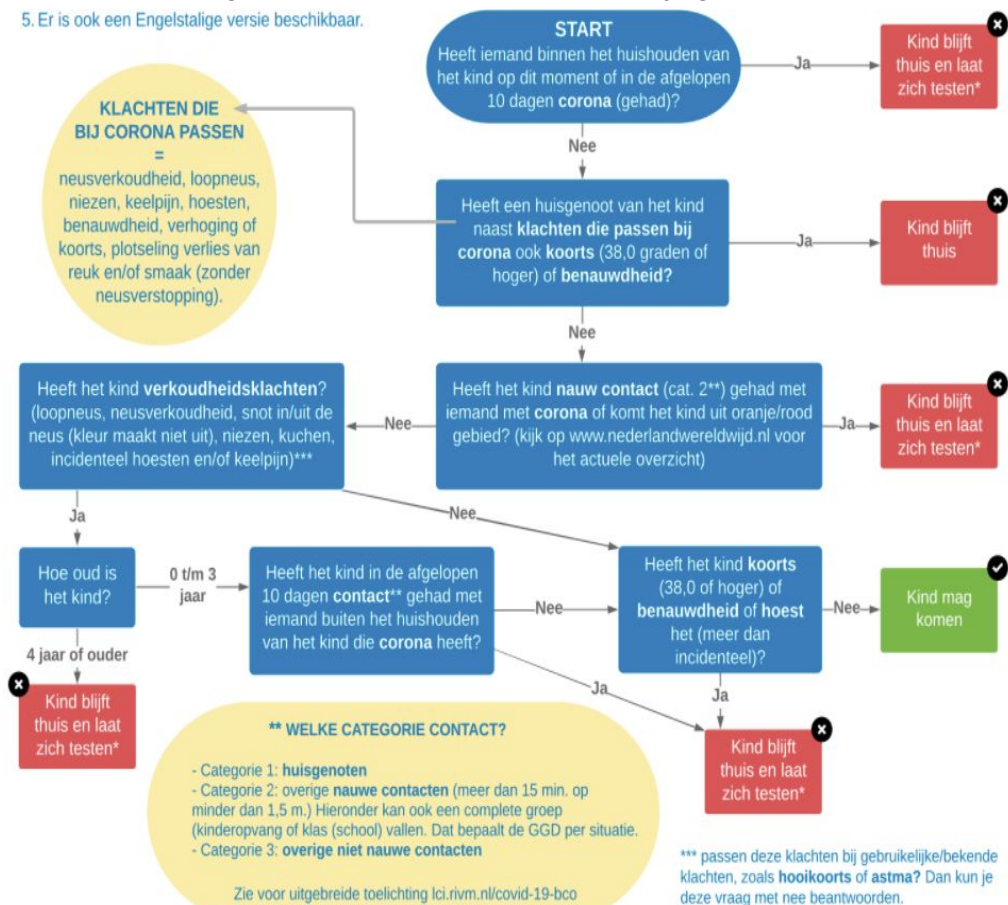 5. Er is ook een Engelstalige versie beschikbaar.
START
Heeft iemand binnen het huishouden van
het kind op dit moment of in de afgelopen
10 dagen corona (gehad)?
Ja
Kind blijft
thuis en laat
zich testen*
KLACHTEN DIE
BIJ CORONA PASSEN
=
neusverkoudheid, loopneus,
niezen, keelpijn, hoesten,
benauwdheid, verhoging of
koorts, plotseling verlies van
reuk en/of smaak (zonder
neusverstopping).
Nee
Heeft een huisgenoot van het kind
naast klachten die passen bij
corona ook koorts (38,0 graden of
hoger) of benauwdheid?
Ja
Kind blijft
thuis
Nee
Heeft het kind nauw contact (cat. 2**) gehad met
iemand met corona of komt het kind uit oranje/rood
gebied? (kijk op www.nederlandwereldwijd.nl voor
het actuele overzicht)
Ja
Kind blijft
thuis en laat
zich testen*
Nee
Heeft het kind verkoudheidsklachten?
(loopneus, neusverkoudheid, snot in/uit de
neus (kleur maakt niet uit), niezen, kuchen,
incidenteel hoesten en/of keelpijn)***
Ja
Nee
Hoe oud is
het kind?
0 t/m 3
jaar
Heeft het kind in de afgelopen
10 dagen contact** gehad met
iemand buiten het huishouden
van het kind die corona heeft?
Nee
Heeft het kind koorts
(38,0 of hoger) of
benauwdheid of hoest
het (meer dan
incidenteel)?
Nee
Kind mag
komen
4 jaar of ouder
Kind blijft
thuis en laat
zich testen*
Ja
Ja
Kind blijft
thuis en laat
zich testen*
** WELKE CATEGORIE CONTACT?
- Categorie 1: huisgenoten
- Categorie 2: overige nauwe contacten (meer dan 15 min. op
minder dan 1,5 m.) Hieronder kan ook een complete groep
(kinderopvang of klas (school) vallen. Dat bepaalt de GGD per situatie.
- Categorie 3: overige niet nauwe contacten
Zie voor uitgebreide toelichting lci.rivm.nl/covid-19-bco
*** passen deze klachten bij gebruikelijke/bekende
klachten, zoals hooikoorts of astma? Dan kun je
deze vraag met nee beantwoorden.